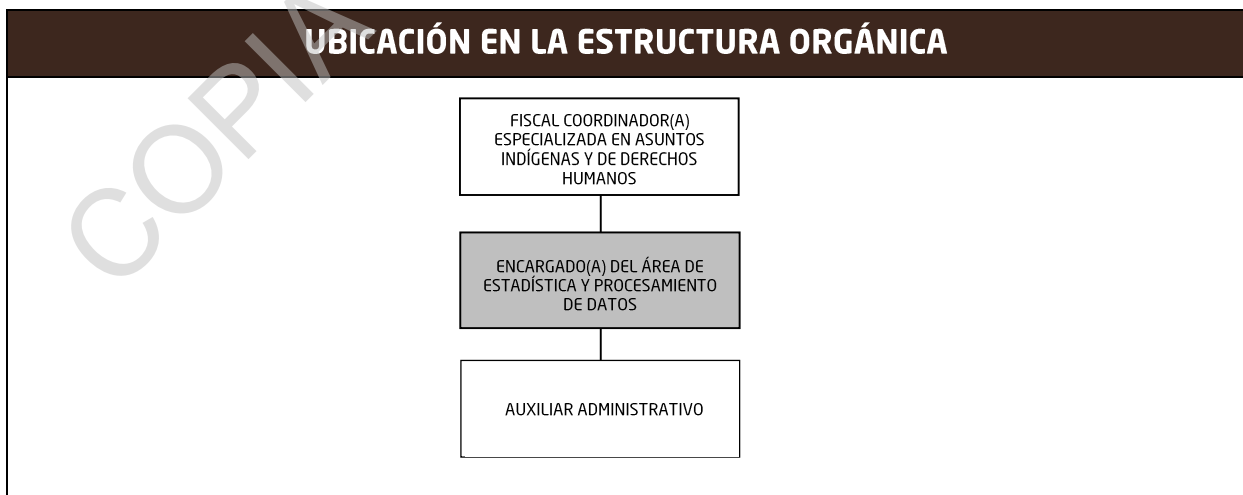 UBICACIÓN EN LA ESTRUCTURA ORGÁNICA
FISCAL COORDINADOR(A)
ESPECIALIZADA EN ASUNTOS
INDÍGENAS Y DE DERECHOS
HUMANOS
ENCARGADO(A) DEL ÁREA DE
ESTADÍSTICA Y PROCESAMIENTO
DE DATOS
AUXILIAR ADMINISTRATIVO
COPIA